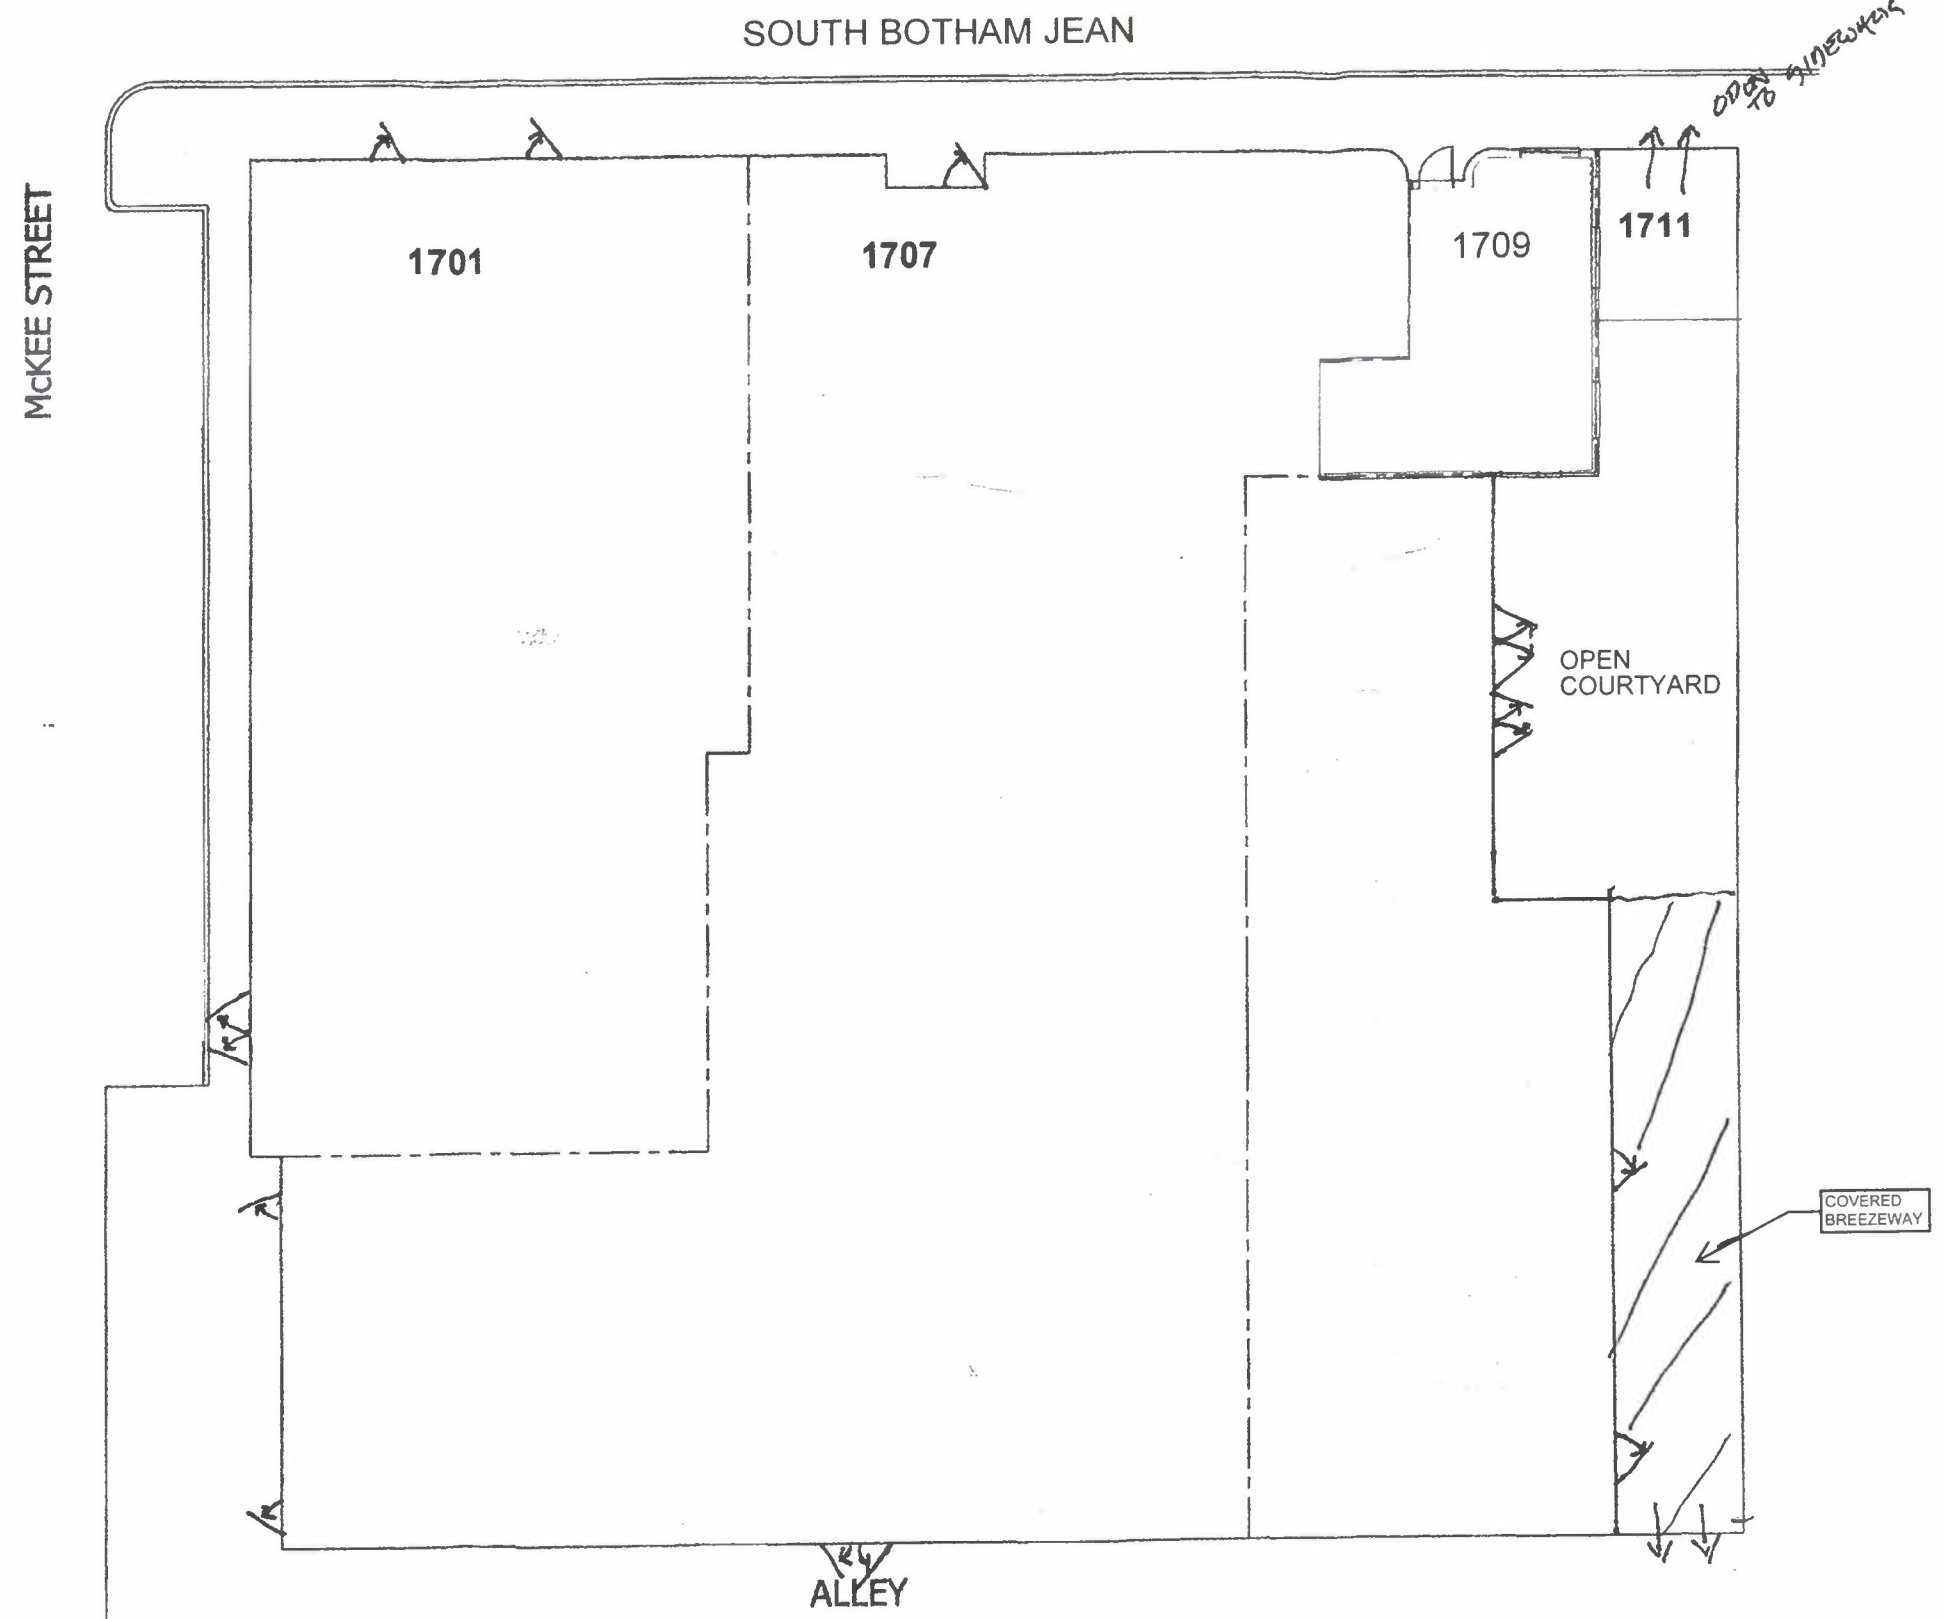 SOUTH BOTHAM JEAN
OPEN SIDEWALK
TO
McKEE STREET
1701
1707
1709
1711
OPEN
COURTYARD
COVERED
BREEZEWAY
ALLEY